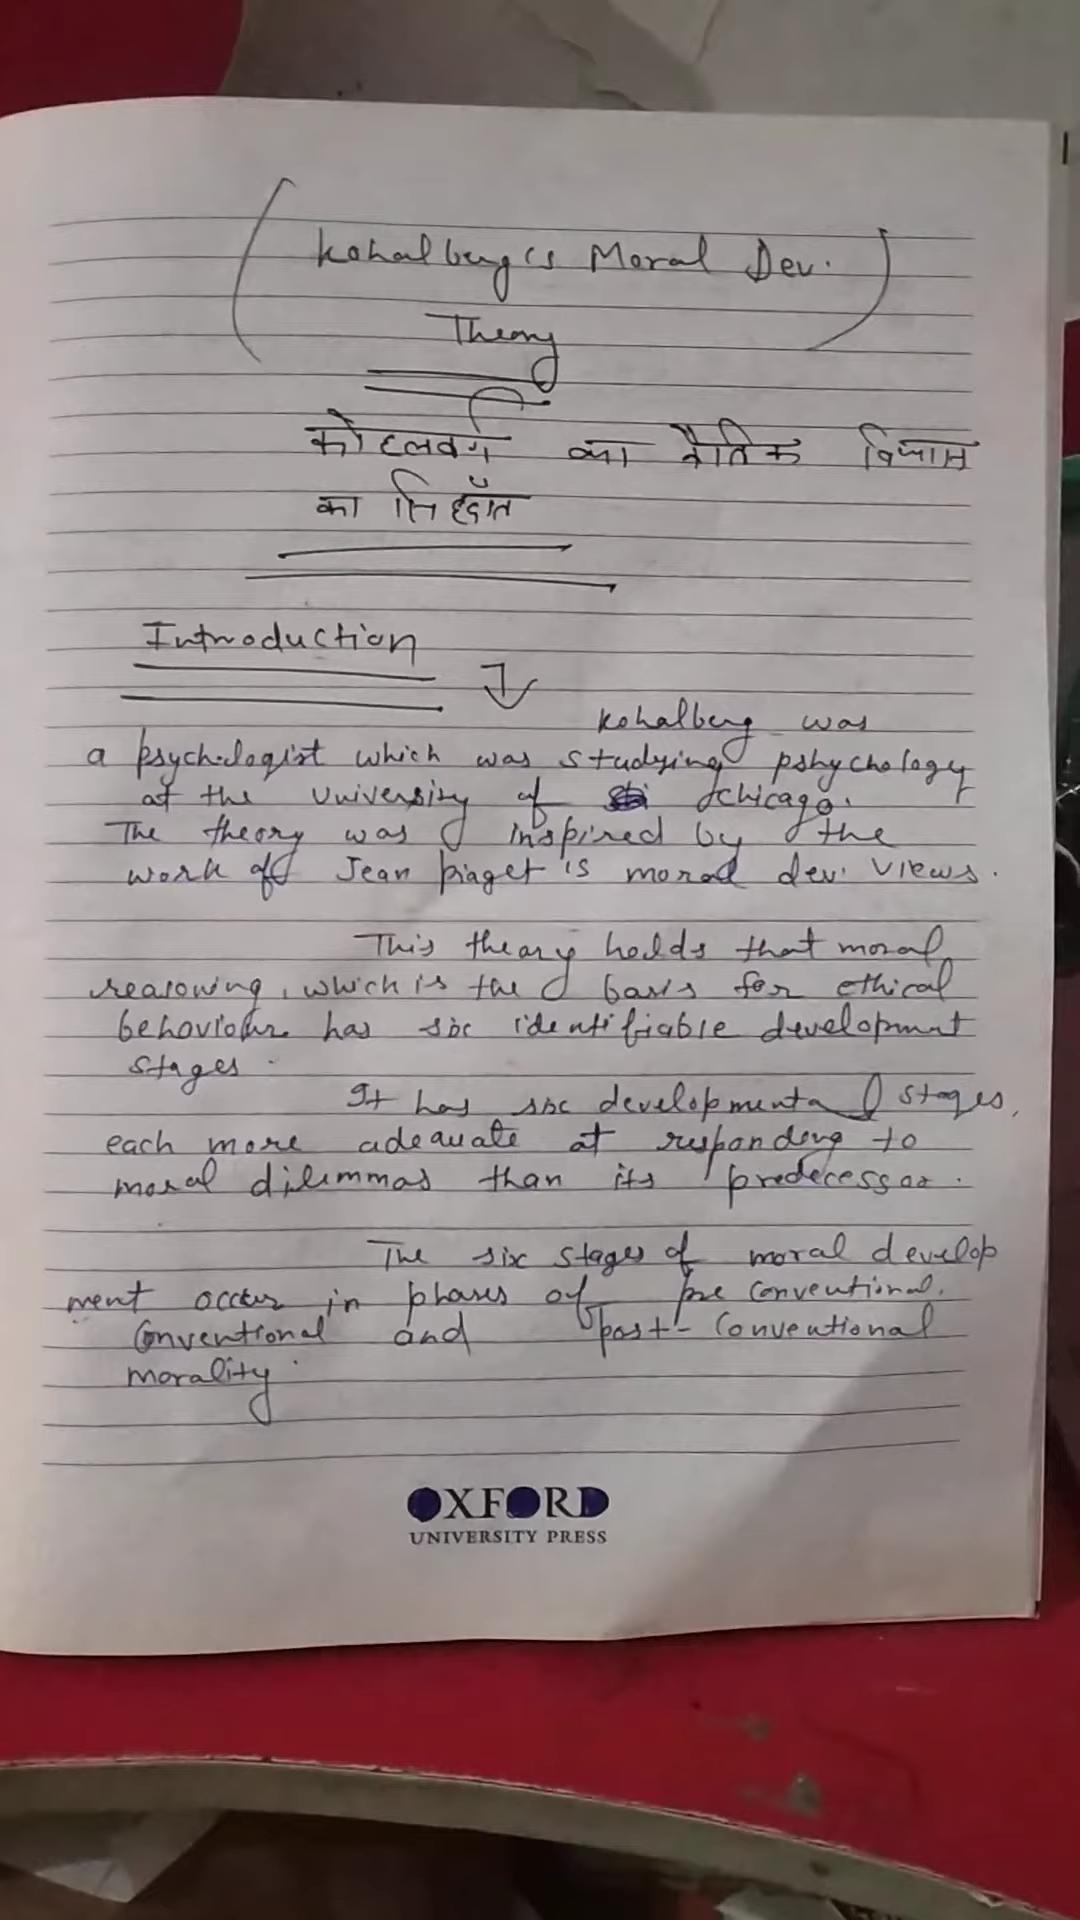 Kohalberg's Moral Dev.
Theory
कोहलबर्ग का नैतिक विकास
का सिद्धाँत
Introduction
Kohalberg was
a psychologist which was studying pshychology
at the University of Chicago.
The theory was inspired by the
work of Jean piaget's moral dev. views.
This theory holds that moral
reasoning, which is the basis for ethical
behaviour has six identifiable development
stages.
It has six developmental stages,
each more adequate at responding to
moral dilemmas than its predecessor.
The six stages of moral develop
ment occur in phases of pre conventional.
Conventional and post-conventional
morality.
OXFORD
UNIVERSITY PRESS